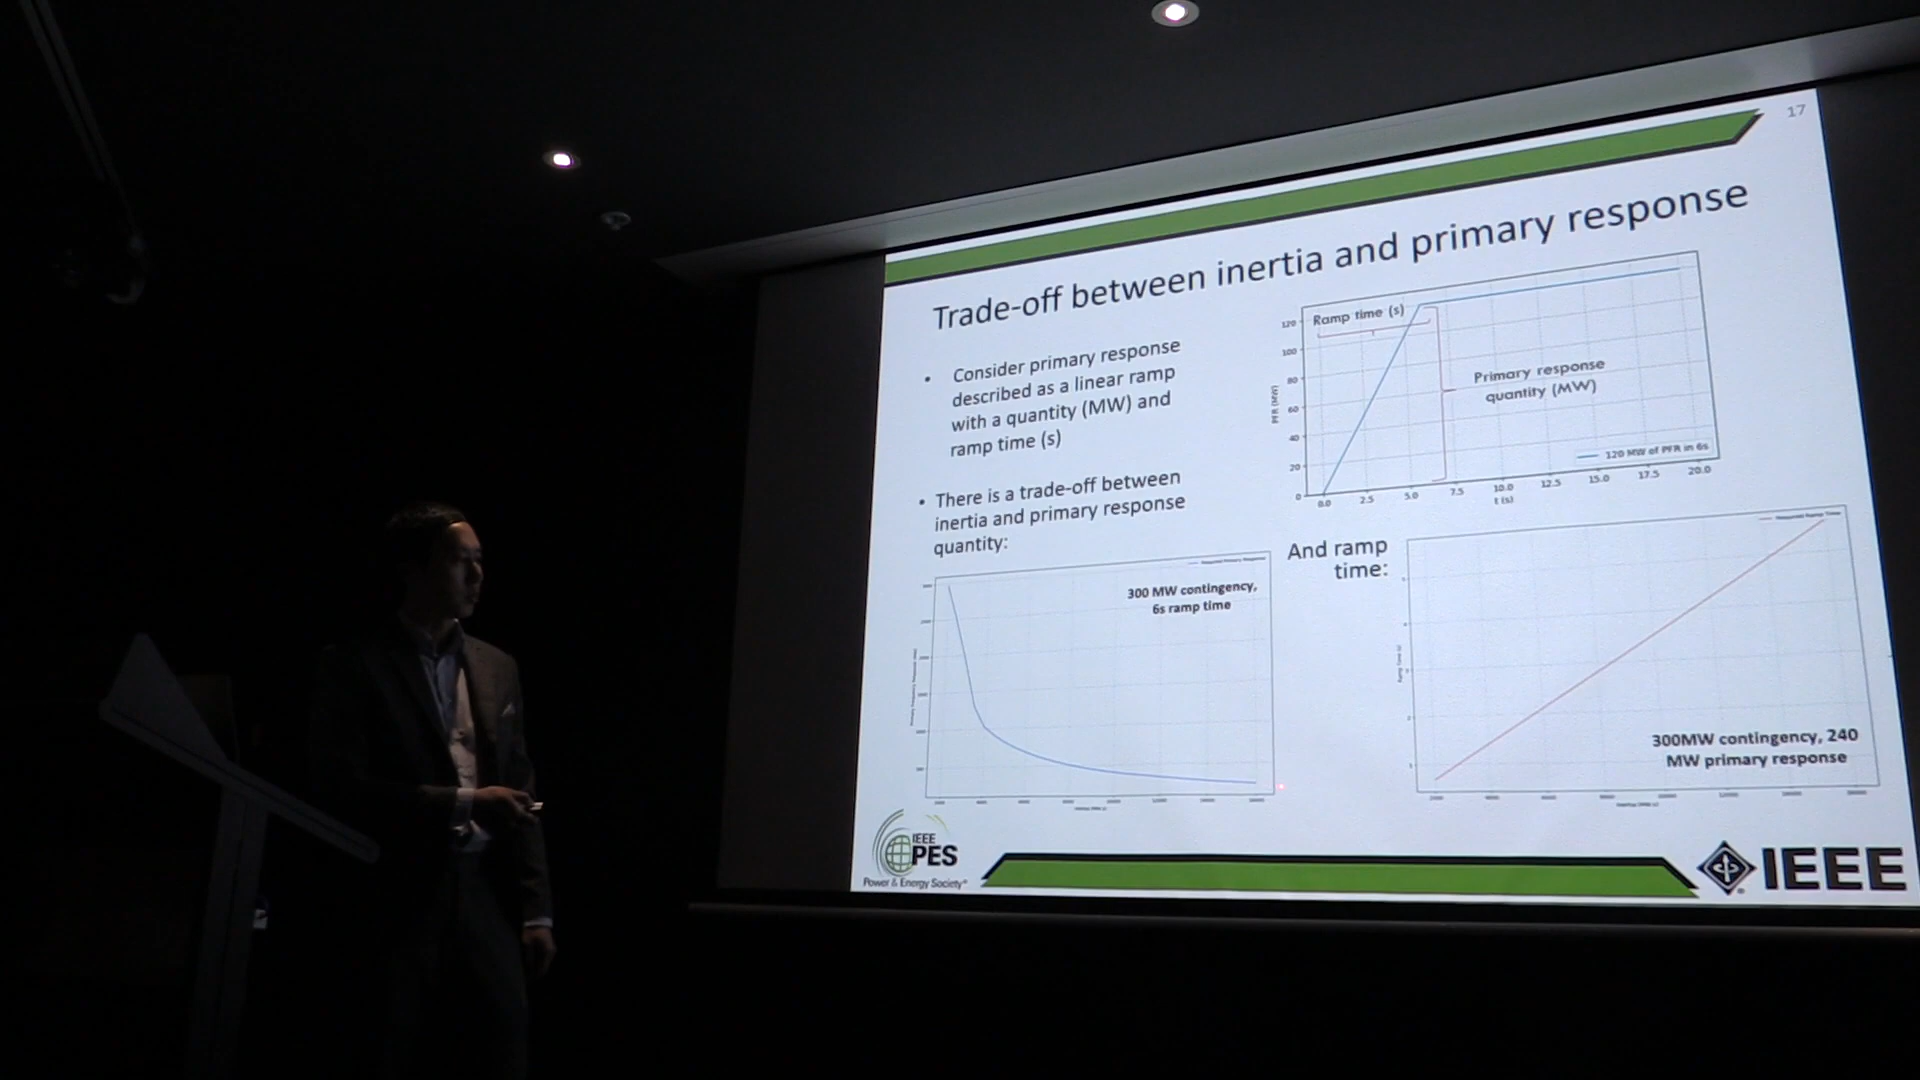 17
Trade-off between inertia and primary response
• Consider primary response
described as a linear ramp
with a quantity (MW) and
ramp time (s)
• There is a trade-off between
inertia and primary response
quantity:
Ramp time (s)
Primary response
quantity (MW)
PFR (MW)
120
100
80
60
40
20
0
120 MW of PFR in 6s
0.0 2.5 5.0 7.5 10.0 12.5 15.0 17.5 20.0
t (s)
300 MW contingency,
6s ramp time
And ramp
time:
300MW contingency, 240
MW primary response
IEEE
PES
Power & Energy Society®
IEEE